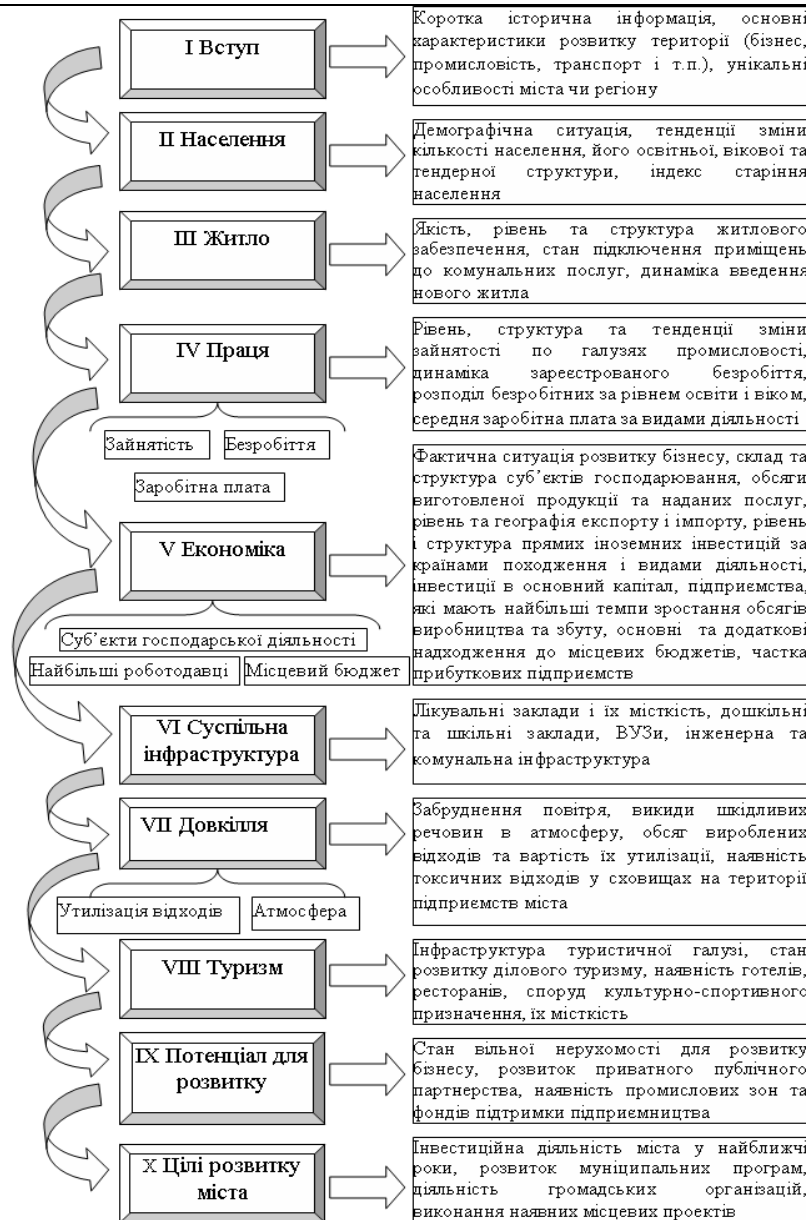 I Вступ
Коротка історична інформація, основні
характеристики розвитку території (бізнес,
промисловість, транспорт і т.п.), унікальні
особливості міста чи регіону
II Населення
Демографічна ситуація, тенденції зміни
кількості населення, його освітньої, вікової та
тендерної структури, індекс старіння
населення
III Житло
Якість, рівень та структура житлового
забезпечення, стан підключення приміщень
до комунальних послуг, динаміка введення
нового житла
IV Праця
Зайнятість
Безробіття
Заробітна плата
Рівень, структура та тенденції зміни
зайнятості по галузях промисловості,
динаміка зареєстрованого безробіття,
розподіл безробітних за рівнем освіти і віком,
середня заробітна плата за видами діяльності
V Економіка
Суб’єкти господарської діяльності
Найбільші роботодавці
Місцевий бюджет
Фактична ситуація розвитку бізнесу, склад та
структура суб’єктів господарювання, обсяги
виготовленої продукції та наданих послуг,
рівень та географія експорту і імпорту, рівень
і структура прямих іноземних інвестицій за
країнами походження і видами діяльності,
інвестиції в основний капітал, підприємства,
які мають найбільші темпи зростання обсягів
виробництва та збуту, основні та додаткові
надходження до місцевих бюджетів, частка
прибуткових підприємств
VI Суспільна
інфраструктура
Лікувальні заклади і їх місткість, дошкільні
та шкільні заклади, ВУЗи, інженерна та
комунальна інфраструктура
VII Довкілля
Утилізація відходів
Атмосфера
Забруднення повітря, викиди шкідливих
речовин в атмосферу, обсяг вироблених
відходів та вартість їх утилізації, наявність
токсичних відходів у сховищах на території
підприємств міста
VIII Туризм
Інфраструктура туристичної галузі, стан
розвитку ділового туризму, наявність готелів,
ресторанів, споруд культурно-спортивного
призначення, їх місткість
IX Потенціал для
розвитку
Стан вільної нерухомості для розвитку
бізнесу, розвиток приватного публічного
партнерства, наявність промислових зон та
фондів підтримки підприємництва
X Цілі розвитку
міста
Інвестиційна діяльність міста у найближчі
роки, розвиток муніципальних програм,
діяльність громадських організацій,
виконання наявних місцевих проектів